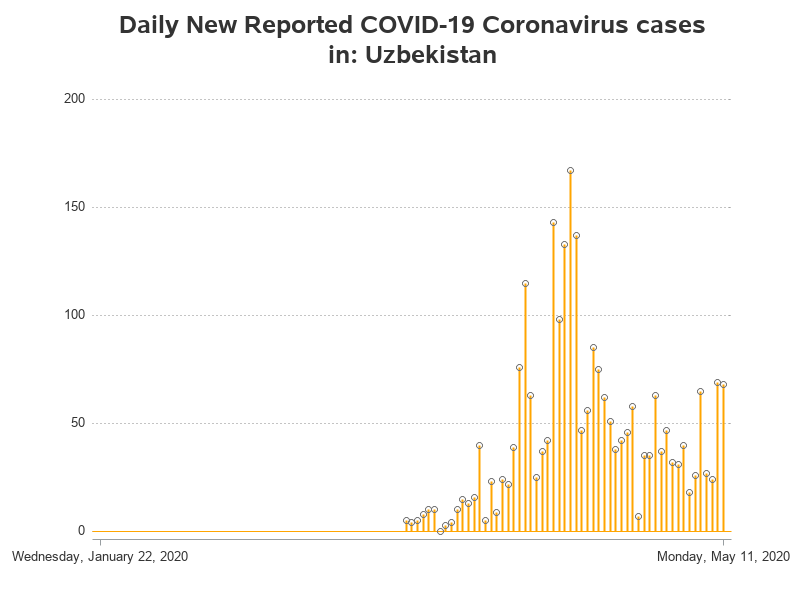 Daily New Reported COVID-19 Coronavirus cases
in: Uzbekistan
200
150
100
50
0
Wednesday, January 22, 2020
Monday, May 11, 2020